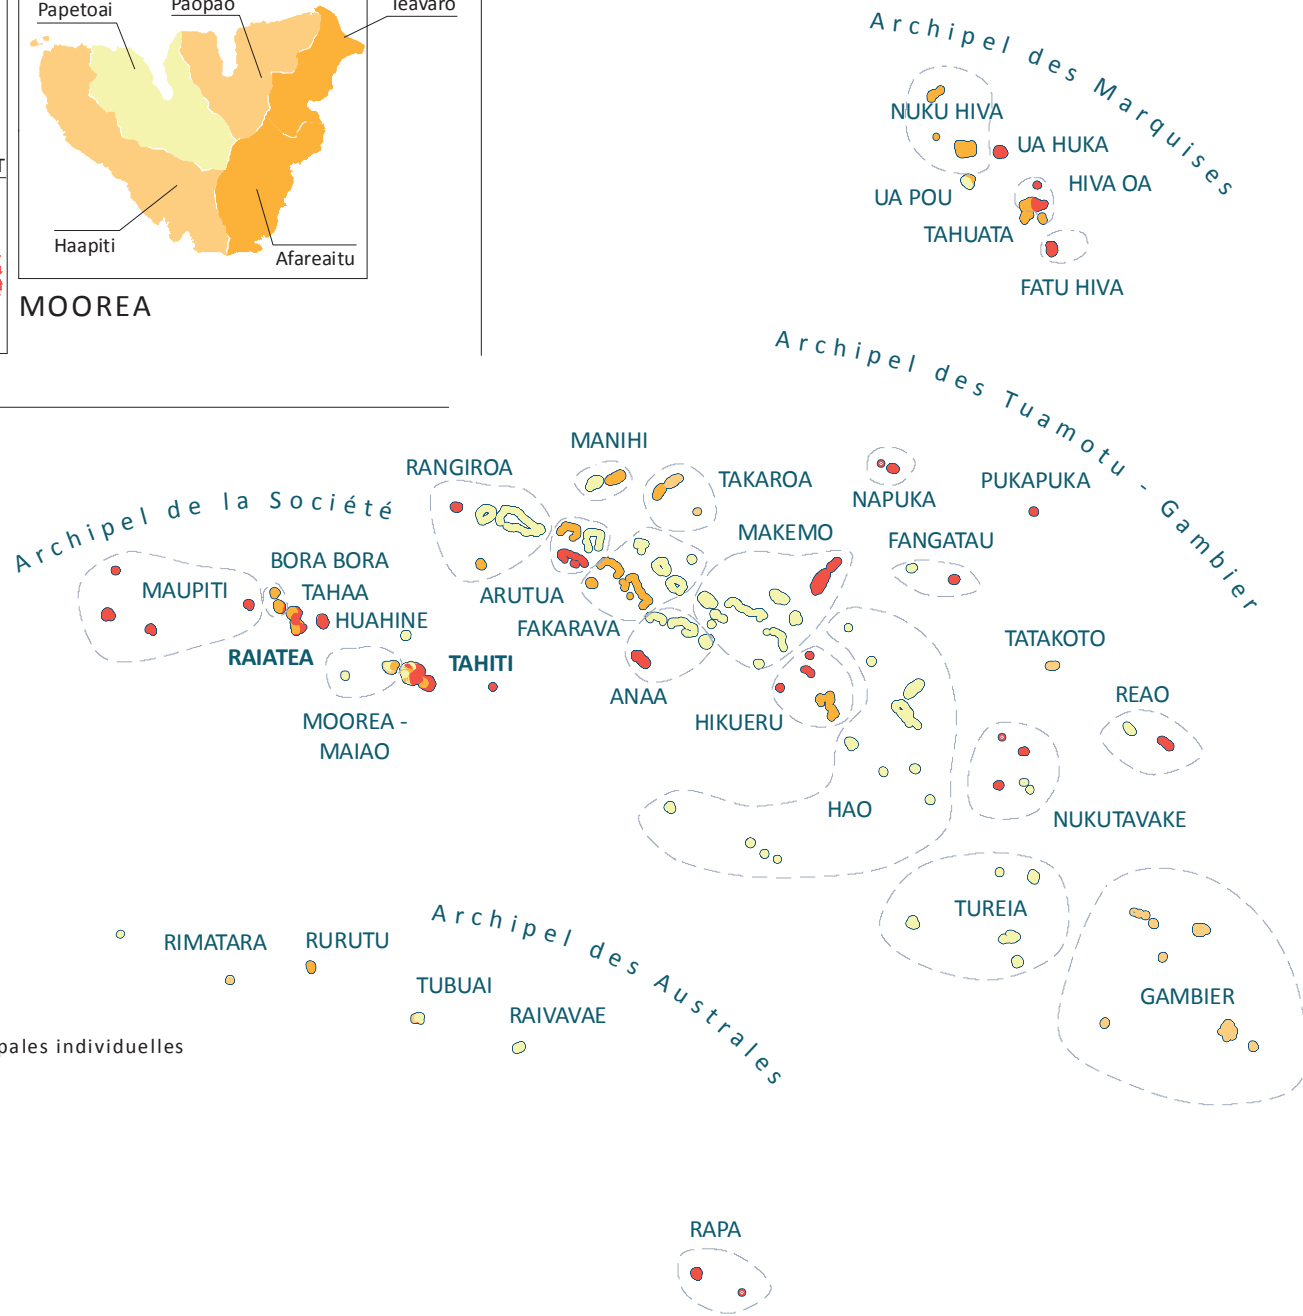 Papetoai
Paopao
Teavaro
Haapiti
Afareaitu
MOOREA
Archipel des Marquises
NUKU HIVA
UA HUKA
HIVA OA
UA POU
TAHUATA
FATU HIVA
Archipel des Tuamotu - Gambier
MANIHI
RANGIROA
TAKAROA
NAPUKA
PUKAPUKA
Archipel de la Société
MAKEMO
FANGATAU
BORA BORA
MAUPITI
TAHAA
ARUTUA
HUAHINE
FAKARAVA
TATAKOTO
RAIATEA
TAHITI
ANAA
REAO
HIKUERU
MOOREA -
MAIAO
HAO
NUKUTAVAKE
TUREIA
Archipel des Australes
RIMATARA
RURUTU
TUBUAI
GAMBIER
RAIVAVAE
pales individuelles
RAPA